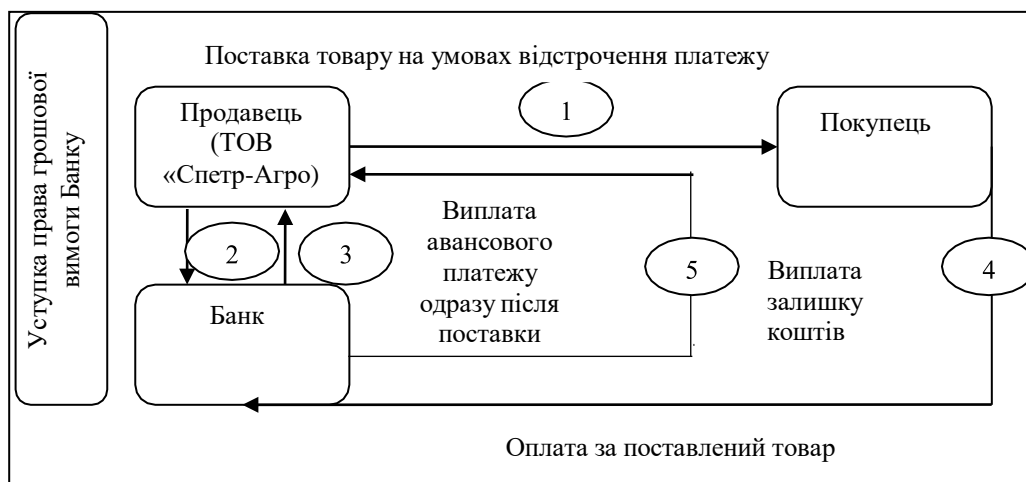 Уступка права грошової
вимоги Банку
Поставка товару на умовах відстрочення платежу
1
Продавець
(ТОВ
«Спетр-Агро)
Покупець
2
3
Виплата
авансового
платежу
одразу після
поставки
5
Виплата
залишку
коштів
4
Банк
Оплата за поставлений товар